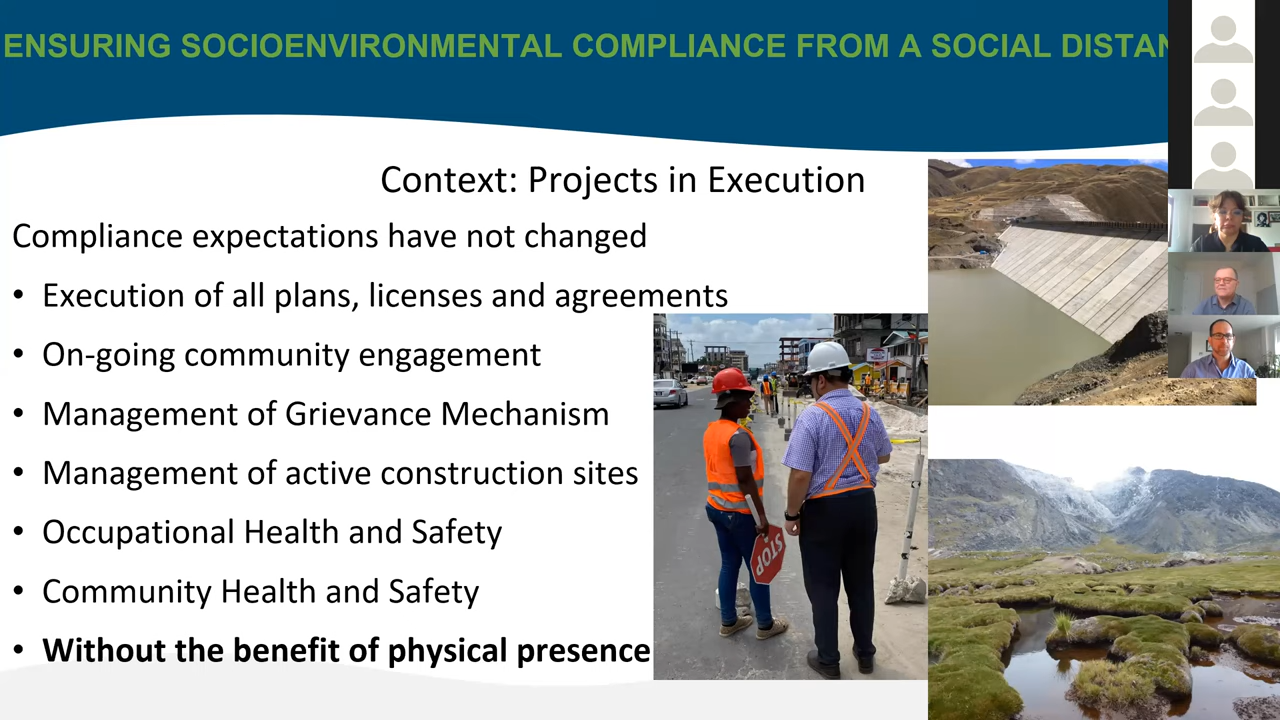 ENSURING SOCIOENVIRONMENTAL COMPLIANCE FROM A SOCIAL DISTAN
Context: Projects in Execution
Compliance expectations have not changed
• Execution of all plans, licenses and agreements
• On-going community engagement
• Management of Grievance Mechanism
• Management of active construction sites
• Occupational Health and Safety
• Community Health and Safety
• Without the benefit of physical presence
STOP